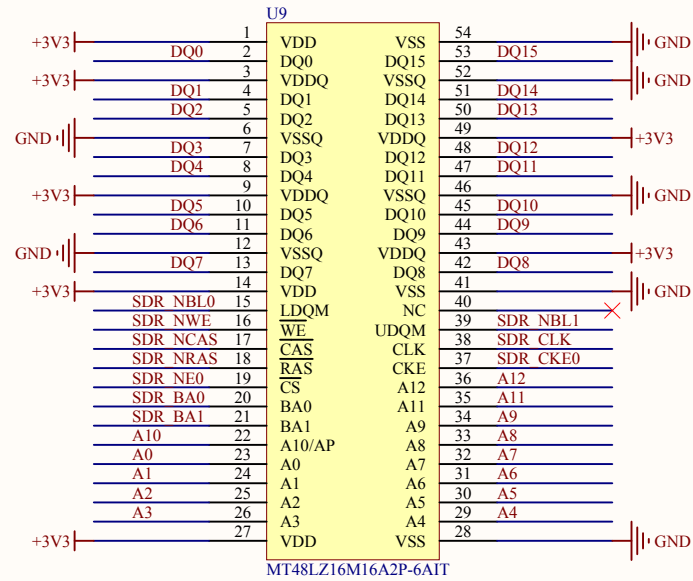 U9
+3V3 1 VDD VSS 54 GND
DQ0 2 DQ0 DQ15 53 DQ15
+3V3 3 VDDQ VSSQ 52 GND
DQ1 4 DQ1 DQ14 51 DQ14
DQ2 5 DQ2 DQ13 50 DQ13
GND 6 VSSQ VDDQ 49 +3V3
DQ3 7 DQ3 DQ12 48 DQ12
DQ4 8 DQ4 DQ11 47 DQ11
+3V3 9 VDDQ VSSQ 46 GND
DQ5 10 DQ5 DQ10 45 DQ10
DQ6 11 DQ6 DQ9 44 DQ9
GND 12 VSSQ VDDQ 43 +3V3
DQ7 13 DQ7 DQ8 42 DQ8
+3V3 14 VDD VSS 41 GND
SDR_NBL0 15 LDQM NC 40
SDR_NWE 16 WE UDQM 39 SDR_NBL1
SDR_NCAS 17 CAS CLK 38 SDR_CLK
SDR_NRAS 18 RAS CKE 37 SDR_CKE0
SDR_NE0 19 CS A12 36 A12
SDR_BA0 20 BA0 A11 35 A11
SDR_BA1 21 BA1 A9 34 A9
A10 22 A10/AP A8 33 A8
A0 23 A0 A7 32 A7
A1 24 A1 A6 31 A6
A2 25 A2 A5 30 A5
A3 26 A3 A4 29 A4
+3V3 27 VDD VSS 28 GND
MT48LZ16M16A2P-6AIT